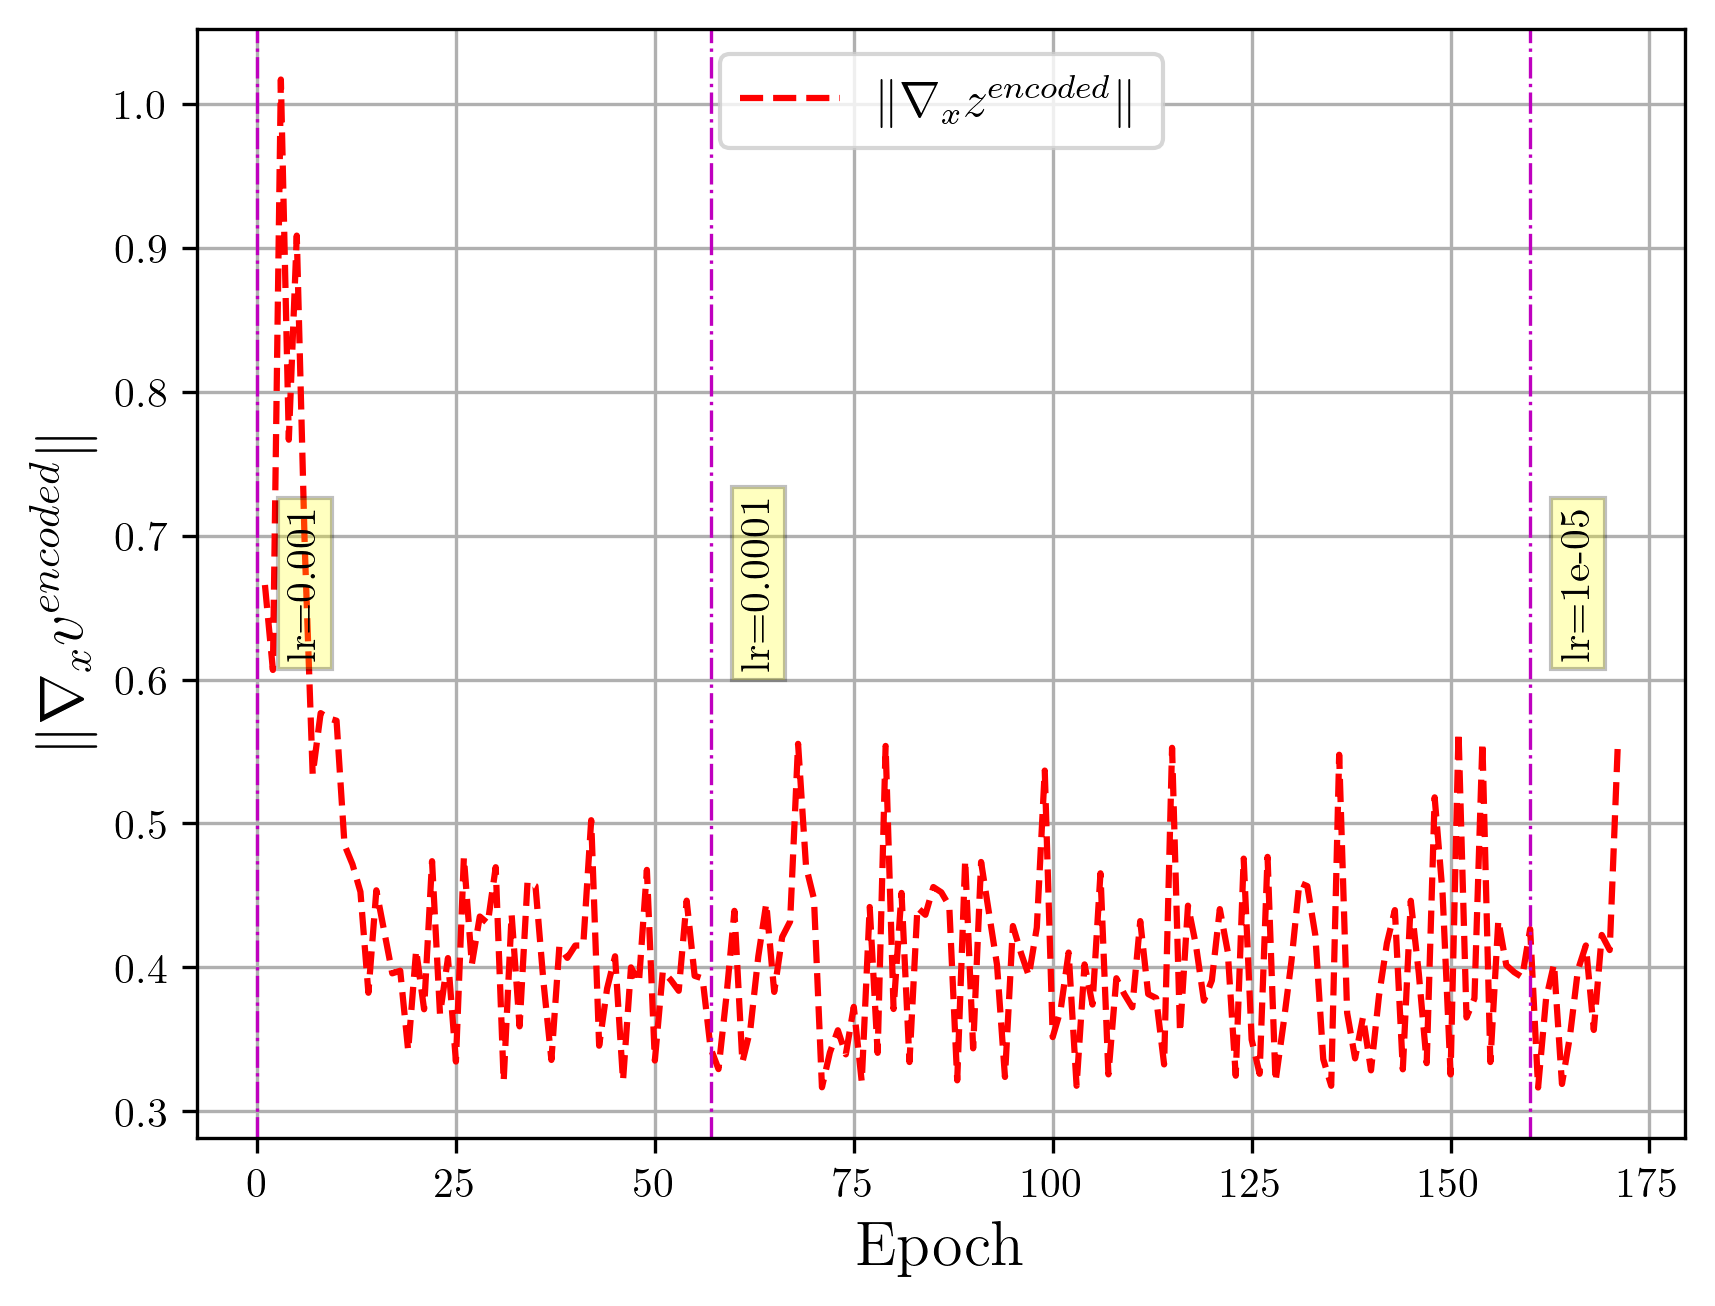 ‖∇ₓz^{encoded}‖
1.0
0.9
0.8
0.7
0.6
0.5
0.4
0.3
‖∇ₓv^{encoded}‖
lr=0.001
lr=0.0001
lr=1e-05
0 25 50 75 100 125 150 175
Epoch